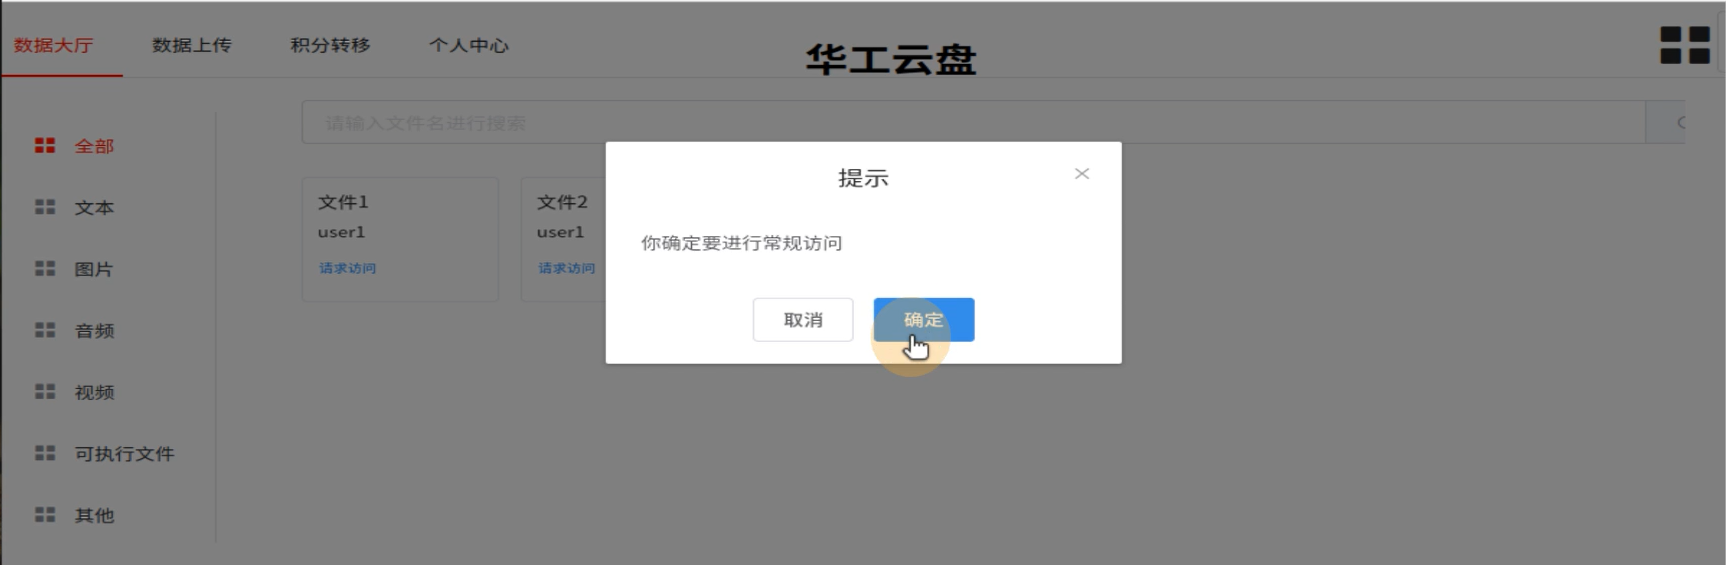 数据大厅 数据上传 积分转移 个人中心
华工云盘
请输入文件名进行搜索
全部
文本
图片
音频
视频
可执行文件
其他
文件1
user1
请求访问
文件2
user1
请求访问
提示
你确定要进行常规访问
取消 确定